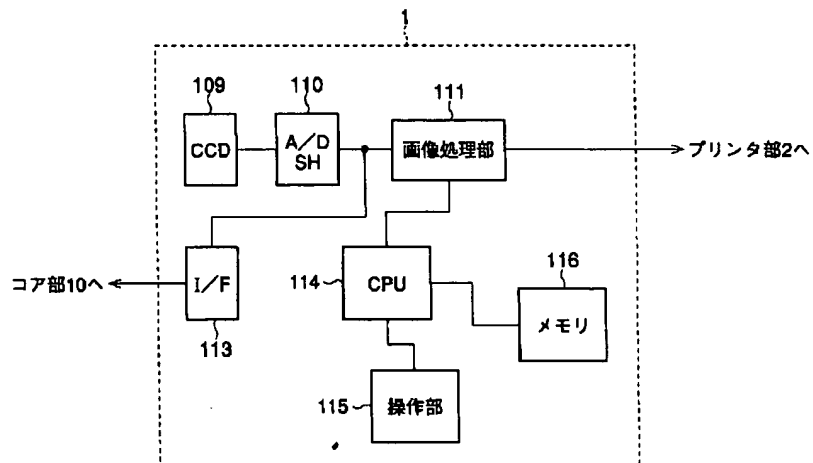 1
109
110
111
CCD
A／D
SH
画像処理部
プリンタ部2へ
コア部10へ
I／F
113
114
CPU
116
メモリ
115
操作部